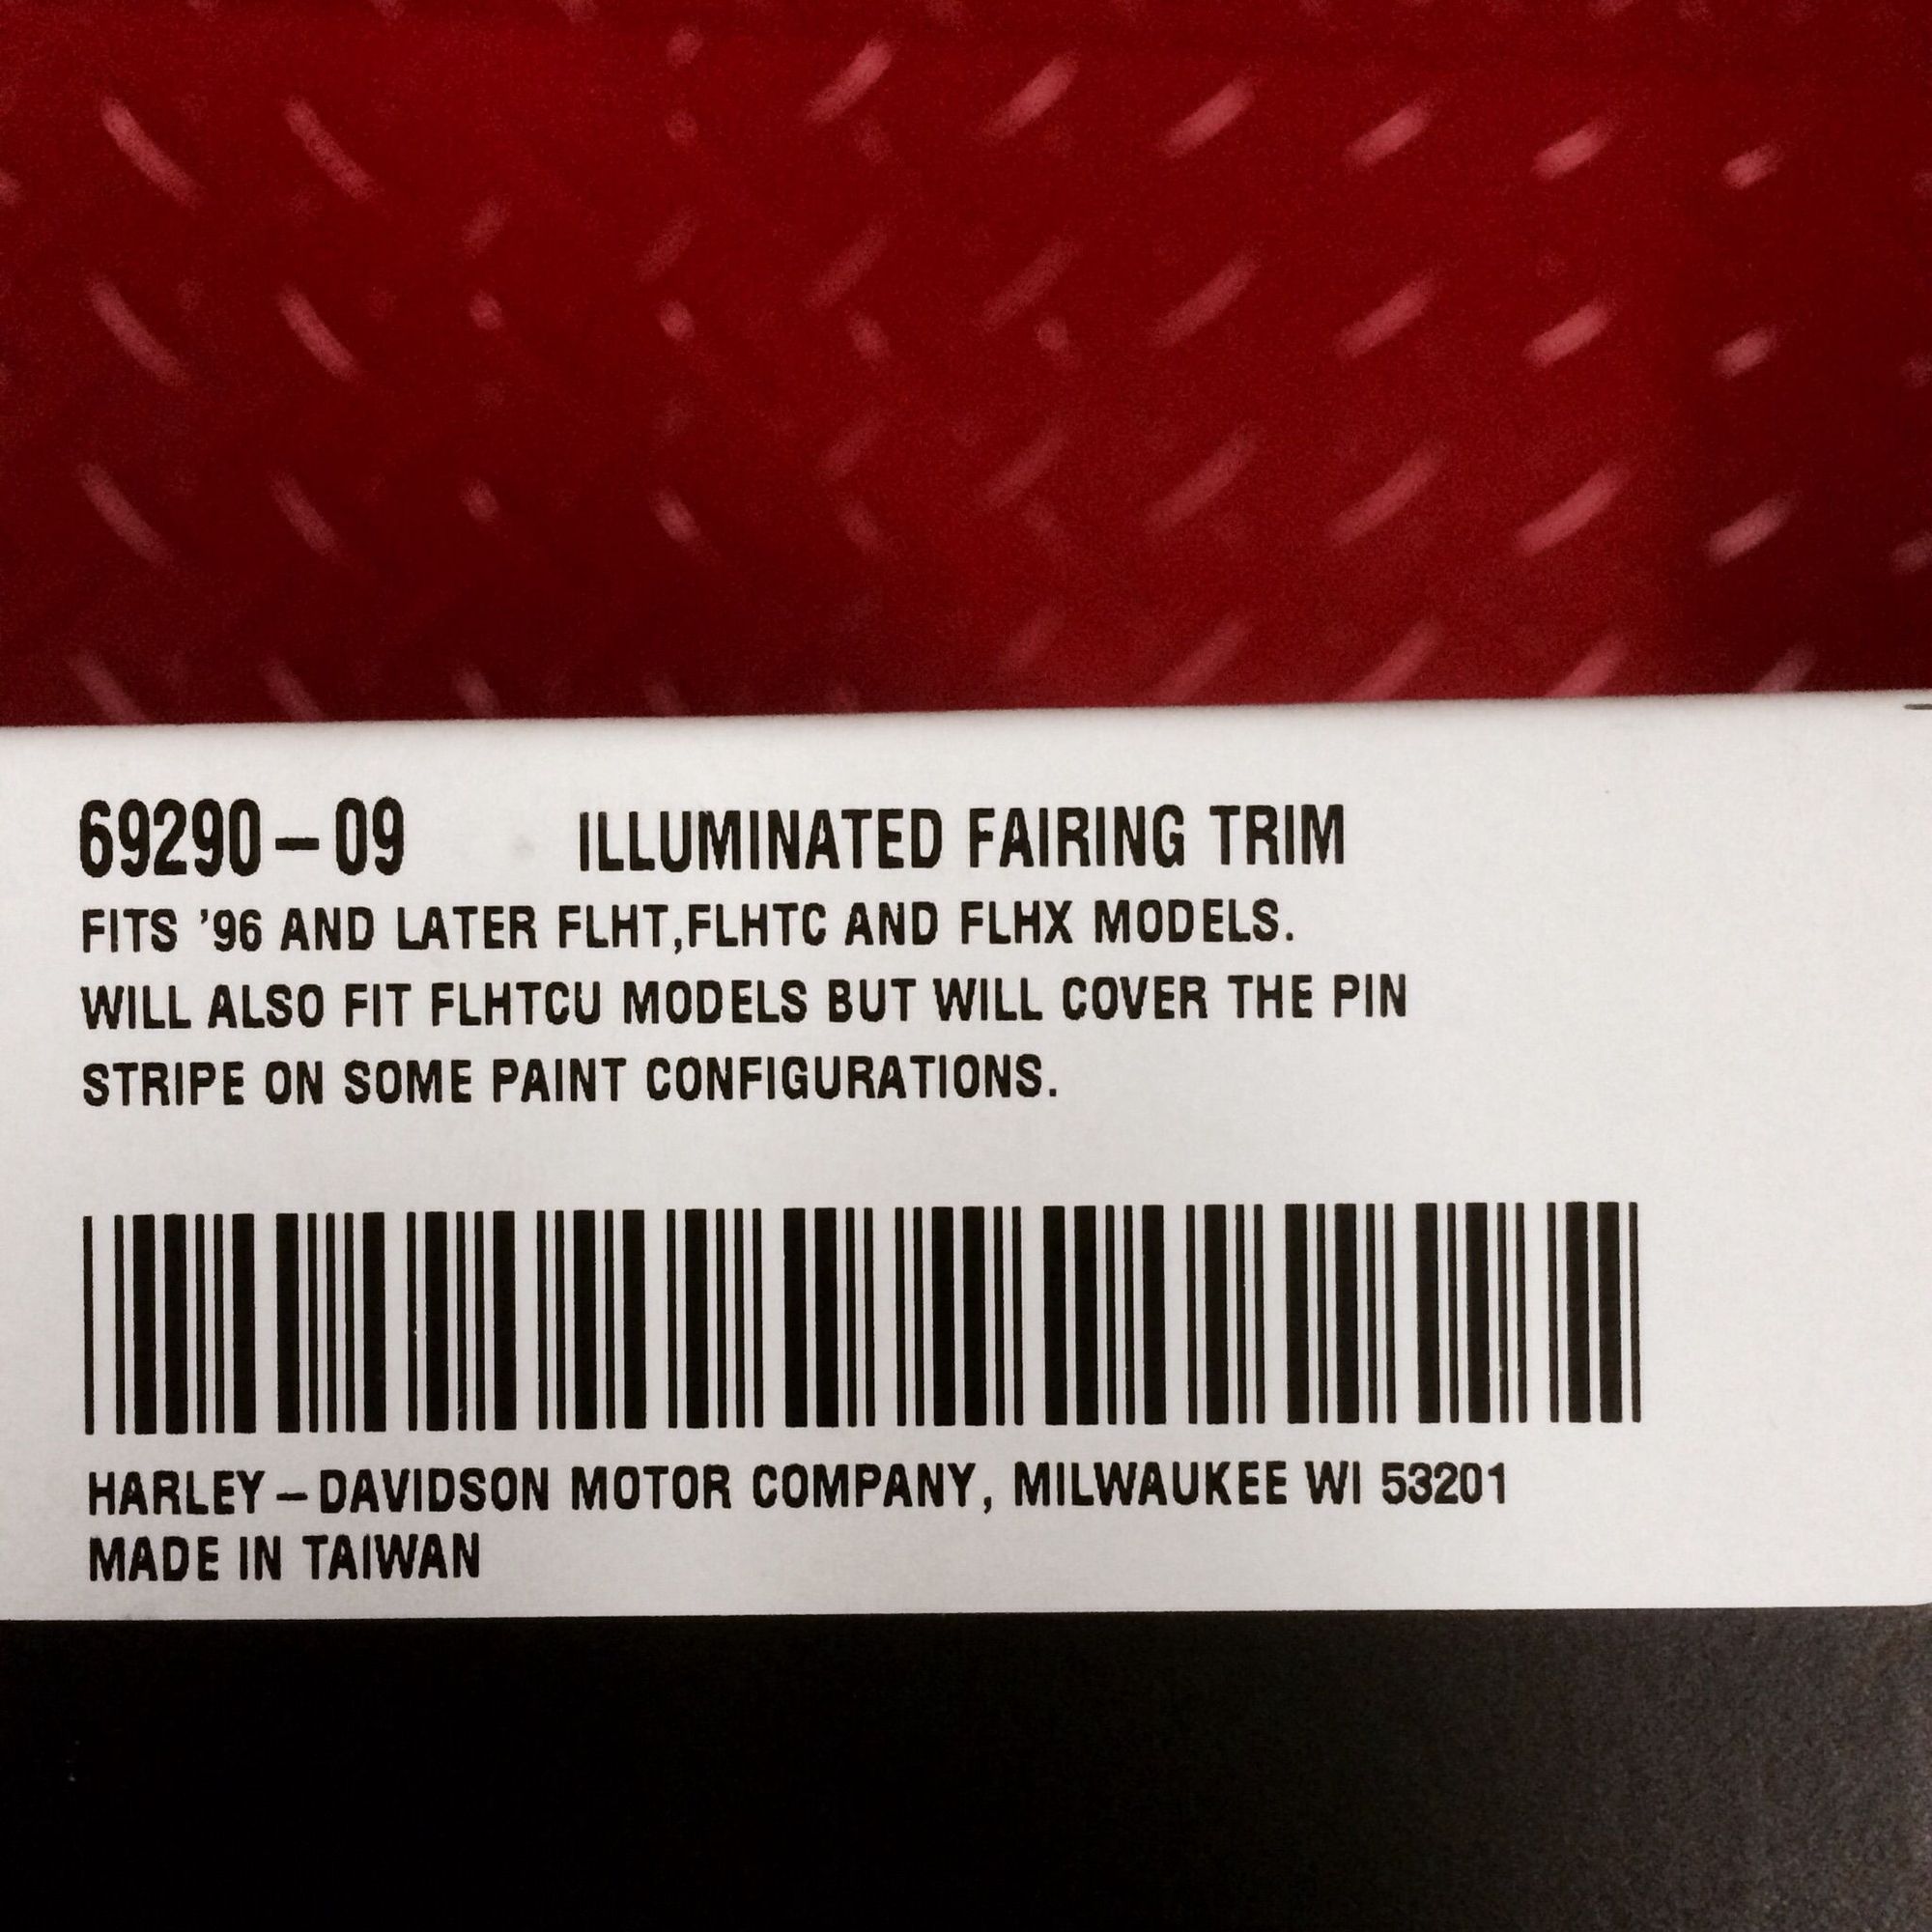 69290-09 ILLUMINATED FAIRING TRIM
FITS '96 AND LATER FLHT,FLHTC AND FLHX MODELS.
WILL ALSO FIT FLHTCU MODELS BUT WILL COVER THE PIN
STRIPE ON SOME PAINT CONFIGURATIONS.
HARLEY-DAVIDSON MOTOR COMPANY, MILWAUKEE WI 53201
MADE IN TAIWAN